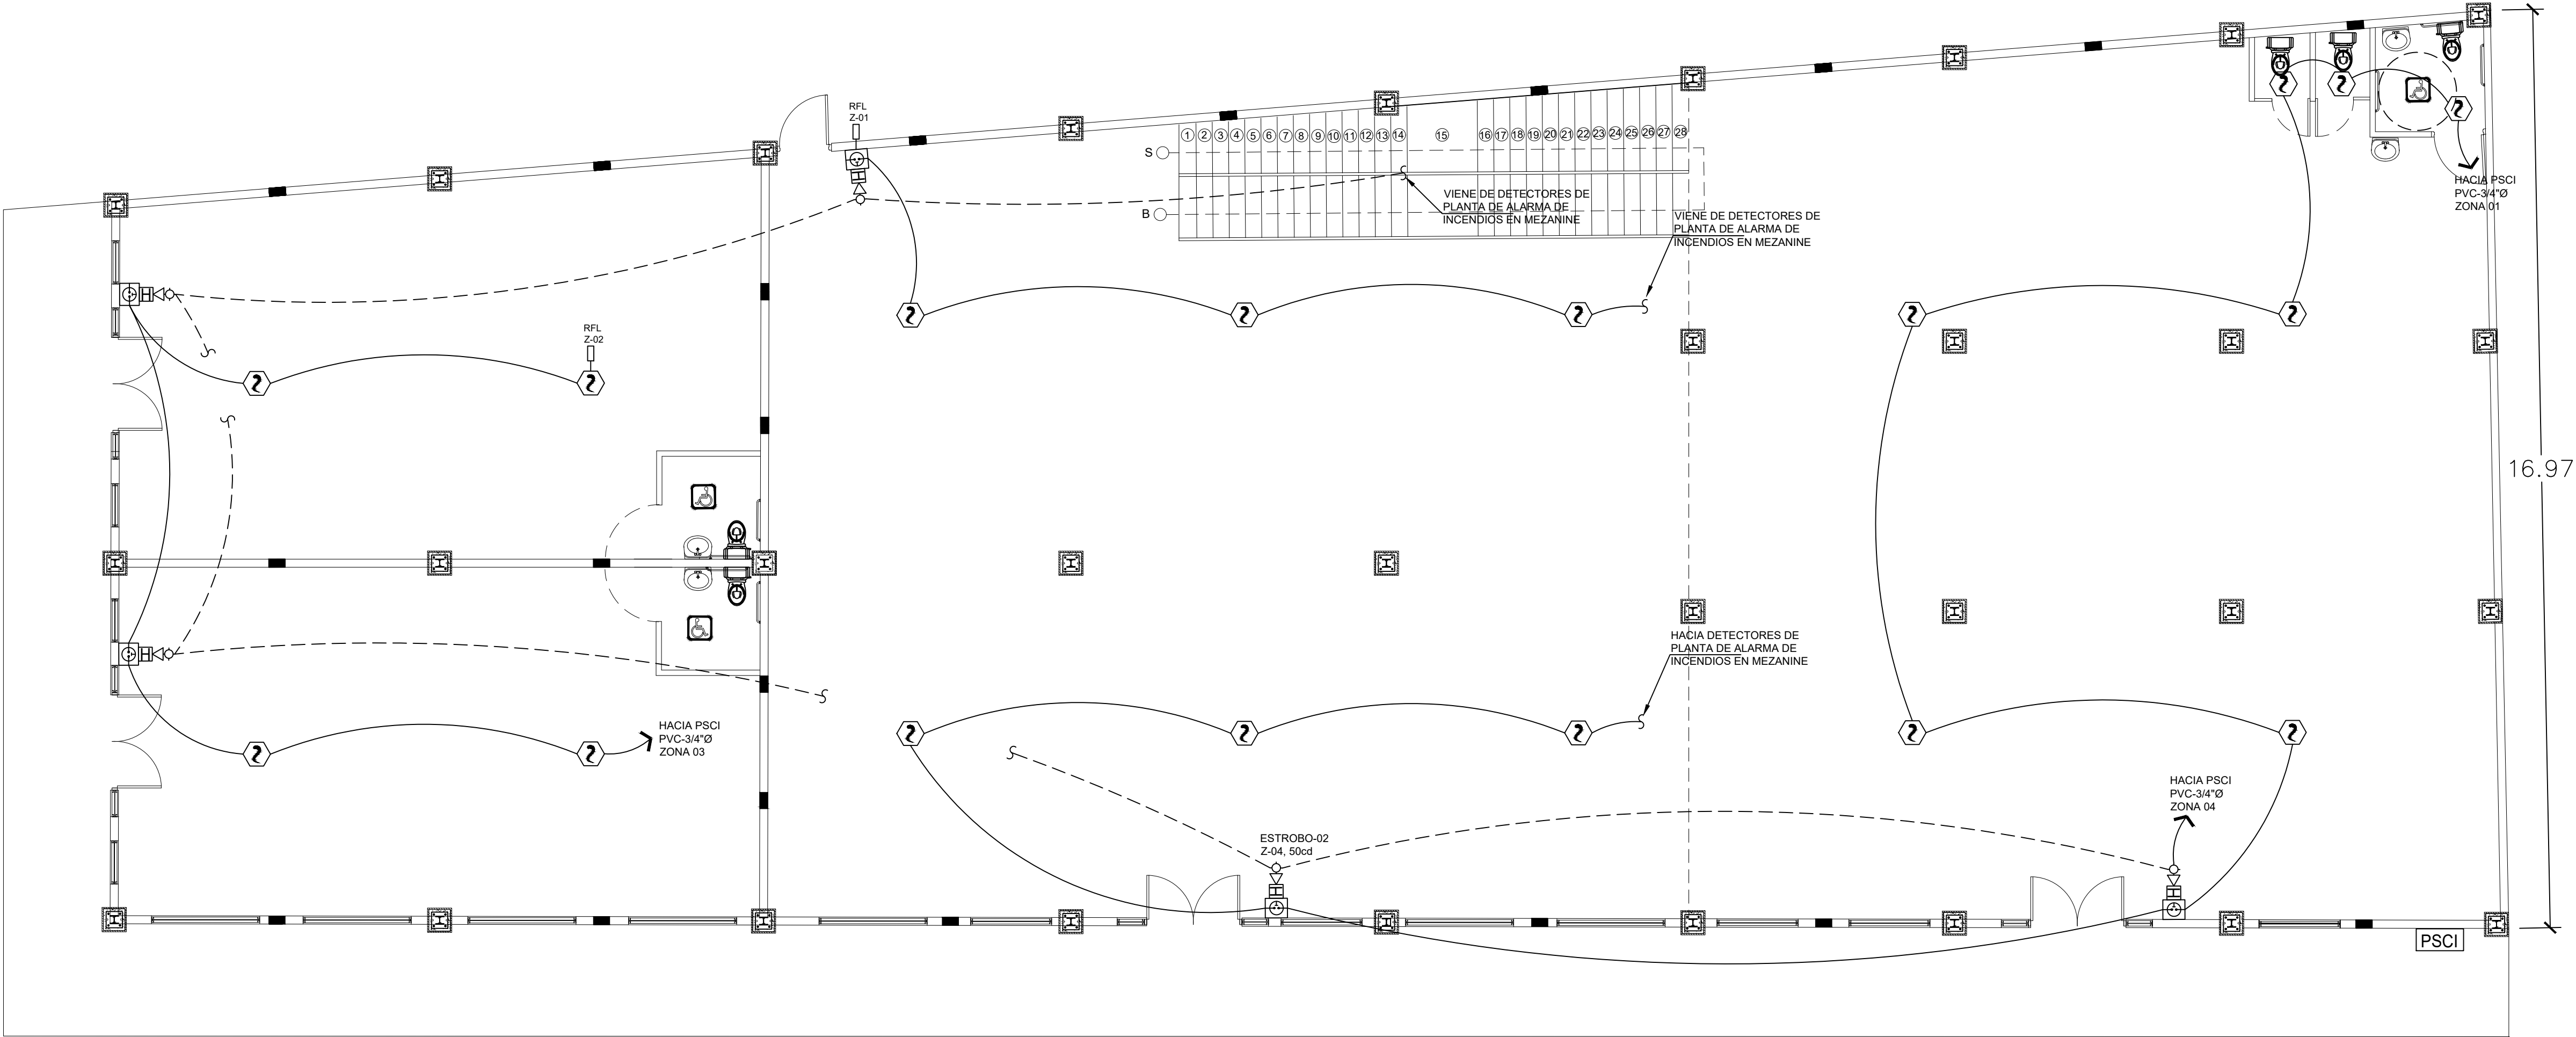 RFL
Z-01
S
B
1 2 3 4 5 6 7 8 9 10 11 12 13 14 15 16 17 18 19 20 21 22 23 24 25 26 27 28
VIENE DE DETECTORES DE
PLANTA DE ALARMA DE
INCENDIOS EN MEZANINE
VIENE DE DETECTORES DE
PLANTA DE ALARMA DE
INCENDIOS EN MEZANINE
HACIA PSCI
PVC-3/4"Ø
ZONA 01
RFL
Z-02
16.97
HACIA DETECTORES DE
PLANTA DE ALARMA DE
INCENDIOS EN MEZANINE
HACIA PSCI
PVC-3/4"Ø
ZONA 03
HACIA PSCI
PVC-3/4"Ø
ZONA 04
ESTROBO-02
Z-04, 50cd
PSCI